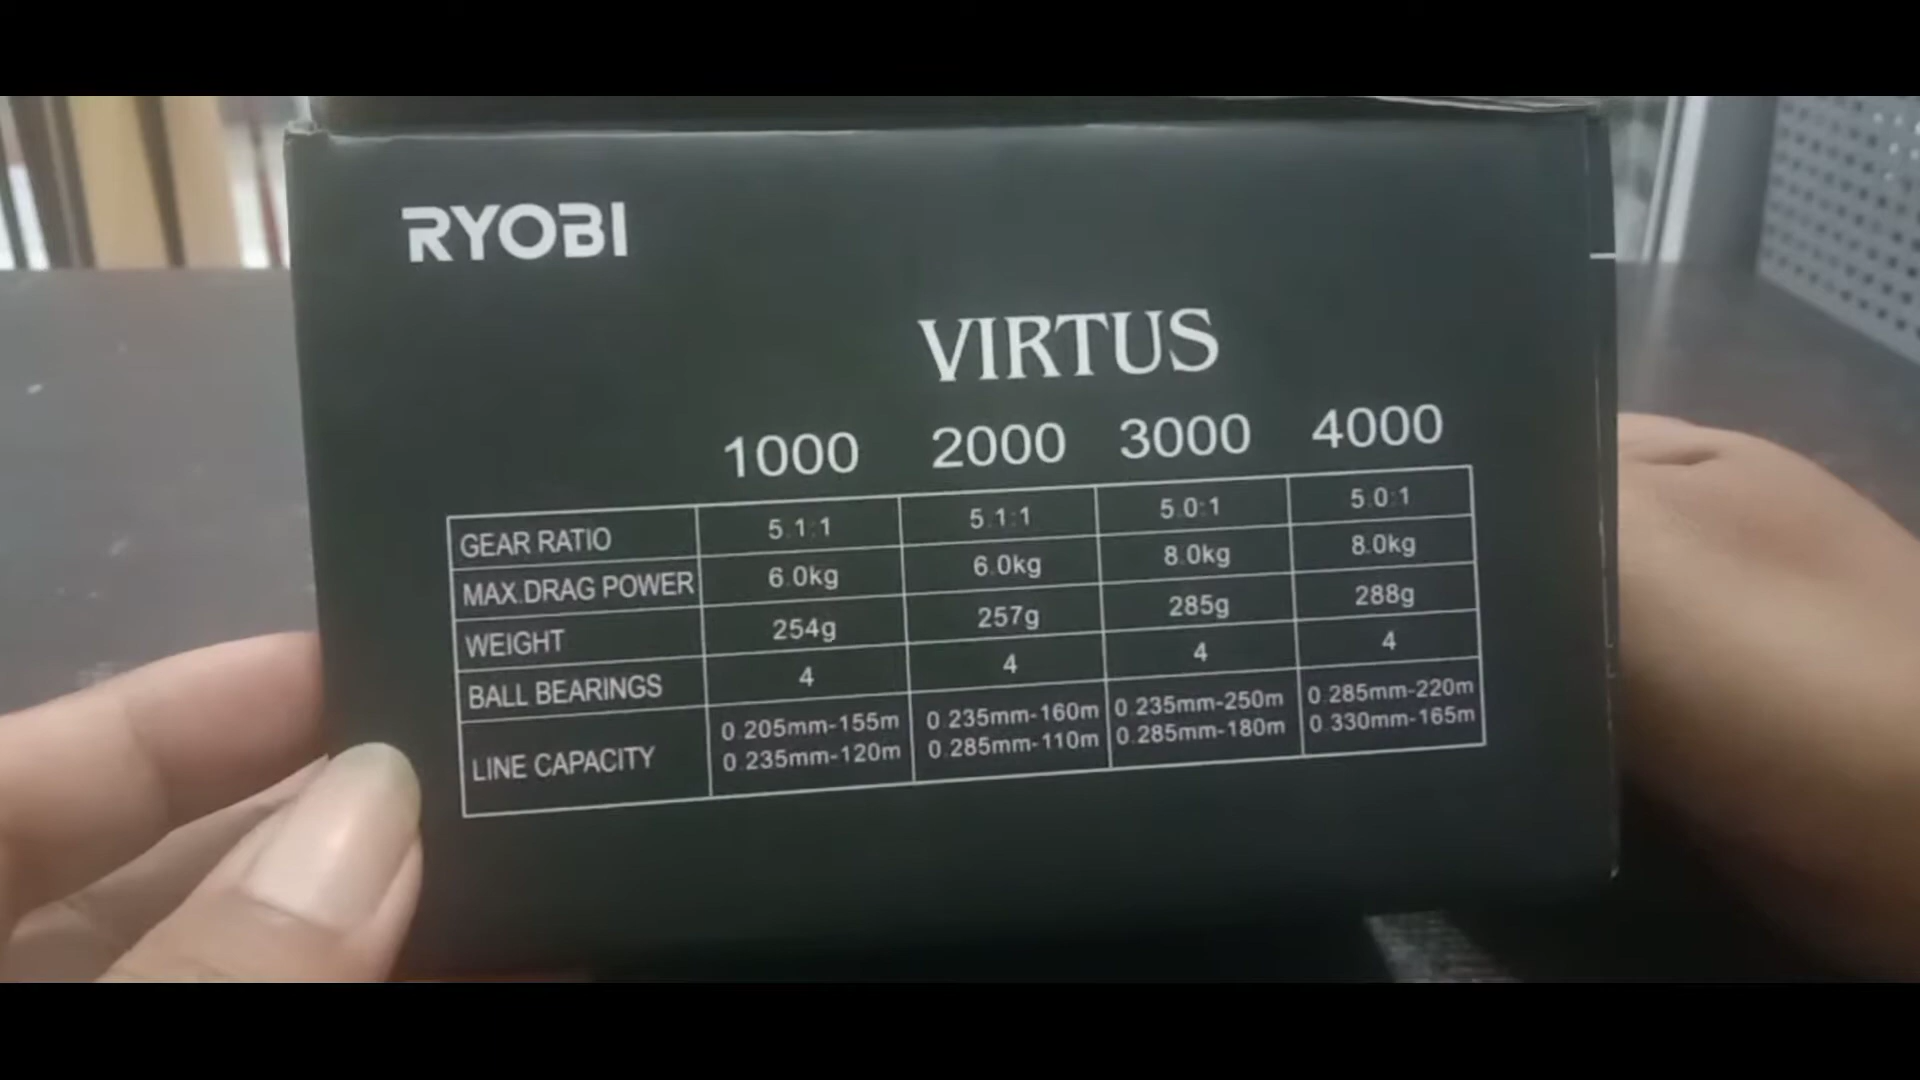 RYOBI
VIRTUS
1000 2000 3000 4000
GEAR RATIO 5.1:1 5.1:1 5.0:1 5.0:1
MAX.DRAG POWER 6.0kg 6.0kg 8.0kg 8.0kg
WEIGHT 254g 257g 285g 288g
BALL BEARINGS 4 4 4 4
LINE CAPACITY 0.205mm-155m 0.235mm-160m 0.235mm-250m 0.285mm-220m
0.235mm-120m 0.285mm-110m 0.285mm-180m 0.330mm-165m